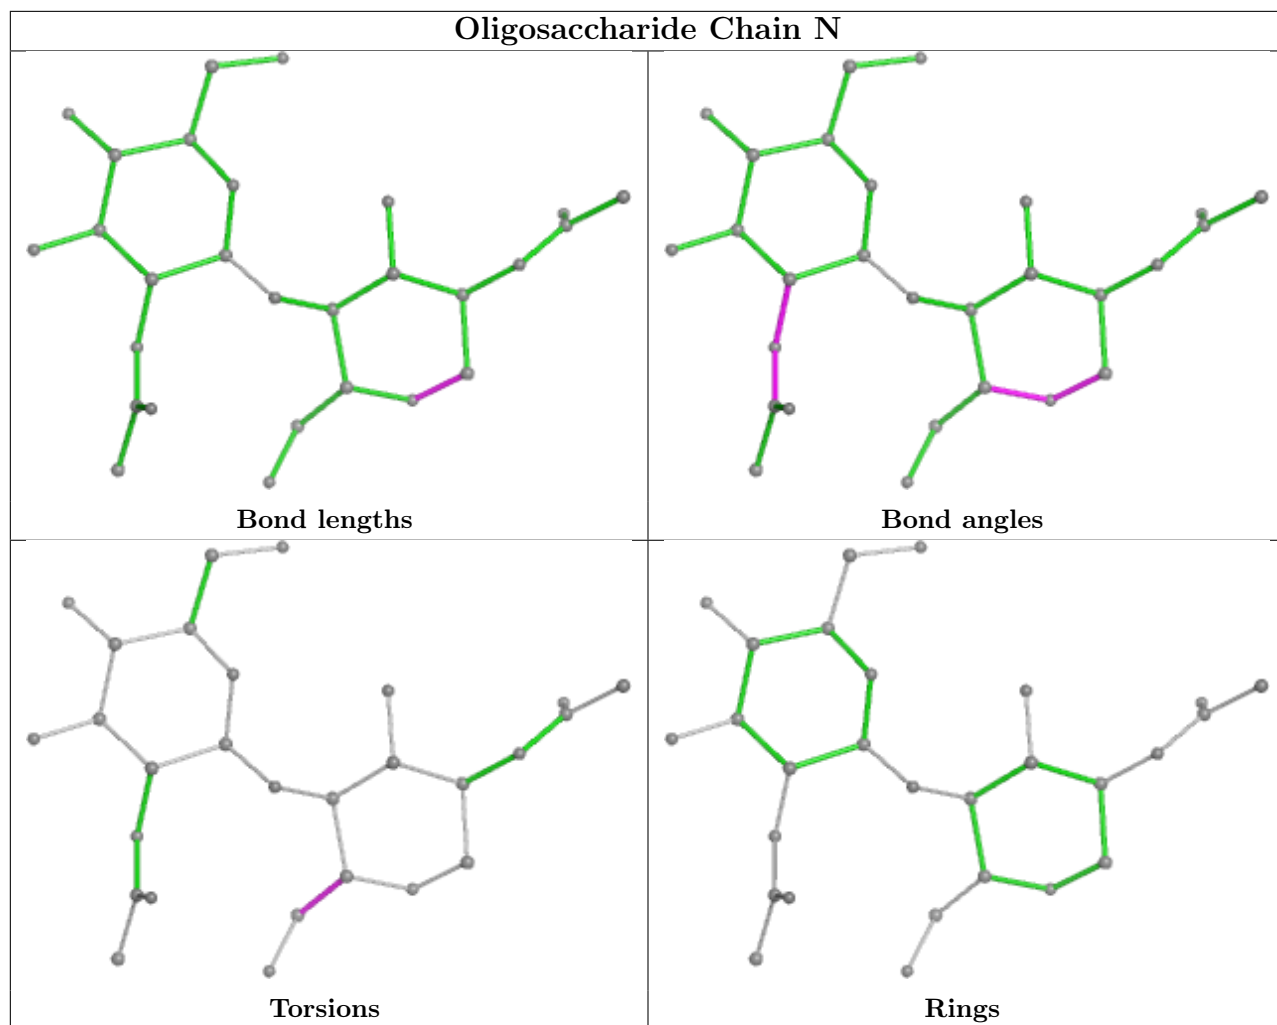 Oligosaccharide Chain N
Bond lengths
Bond angles
Torsions
Rings